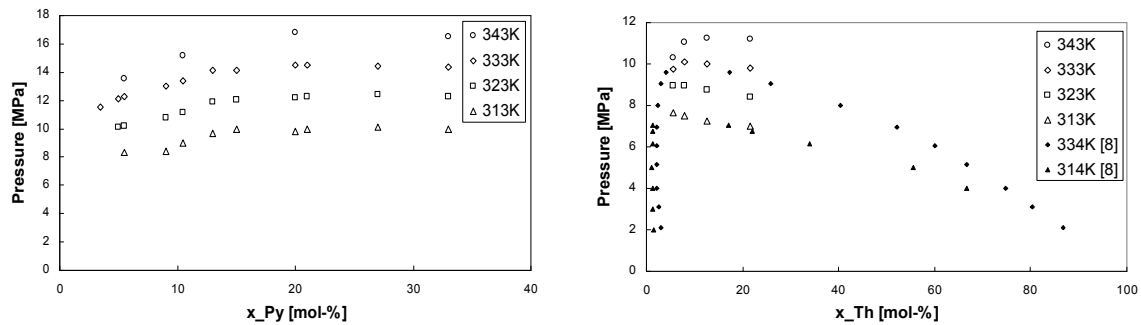 Pressure [MPa]
18
16
14
12
10
8
6
4
2
0
0
10
20
30
40
x_Py [mol-%]
343K
333K
323K
313K
Pressure [MPa]
12
10
8
6
4
2
0
0
20
40
60
80
100
x_Th [mol-%]
343K
333K
323K
313K
334K [8]
314K [8]